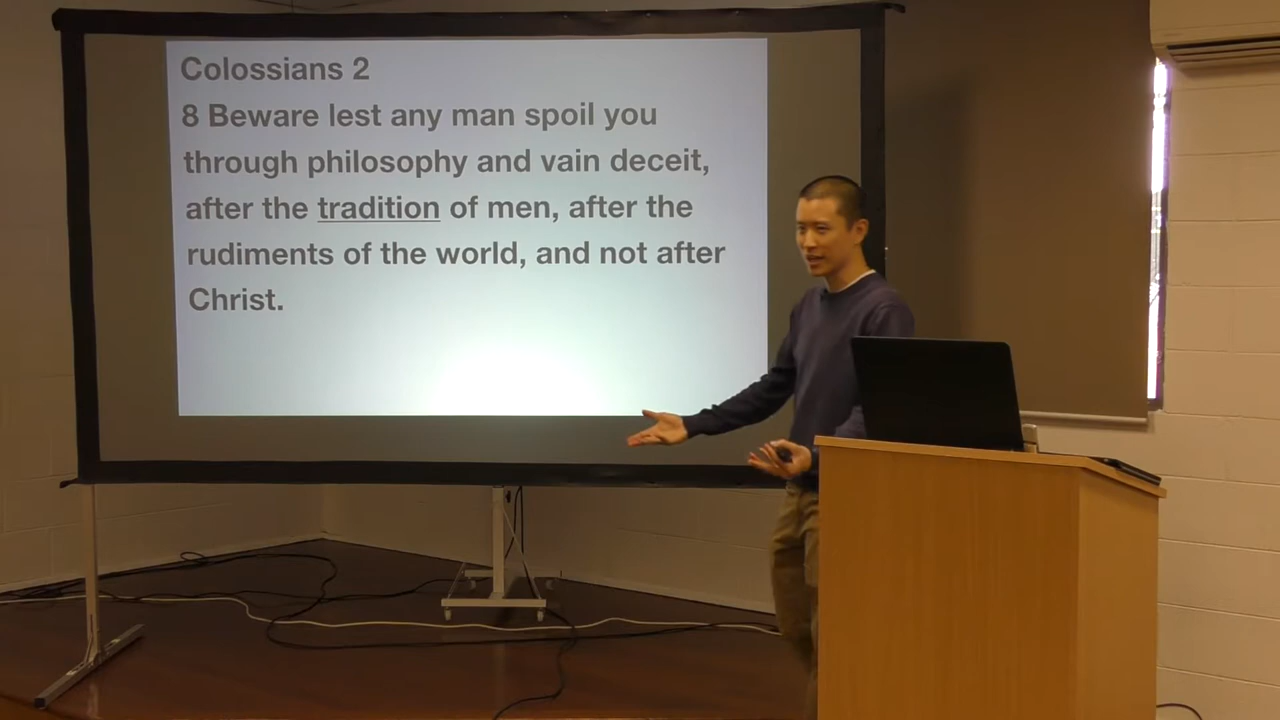 Colossians 2
8 Beware lest any man spoil you
through philosophy and vain deceit,
after the tradition of men, after the
rudiments of the world, and not after
Christ.